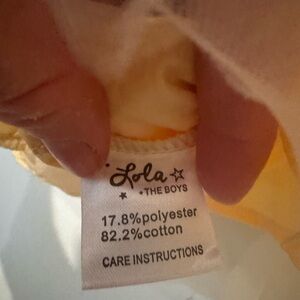 Lola
• THE BOYS
17.8%polyester
82.2%cotton
CARE INSTRUCTIONS